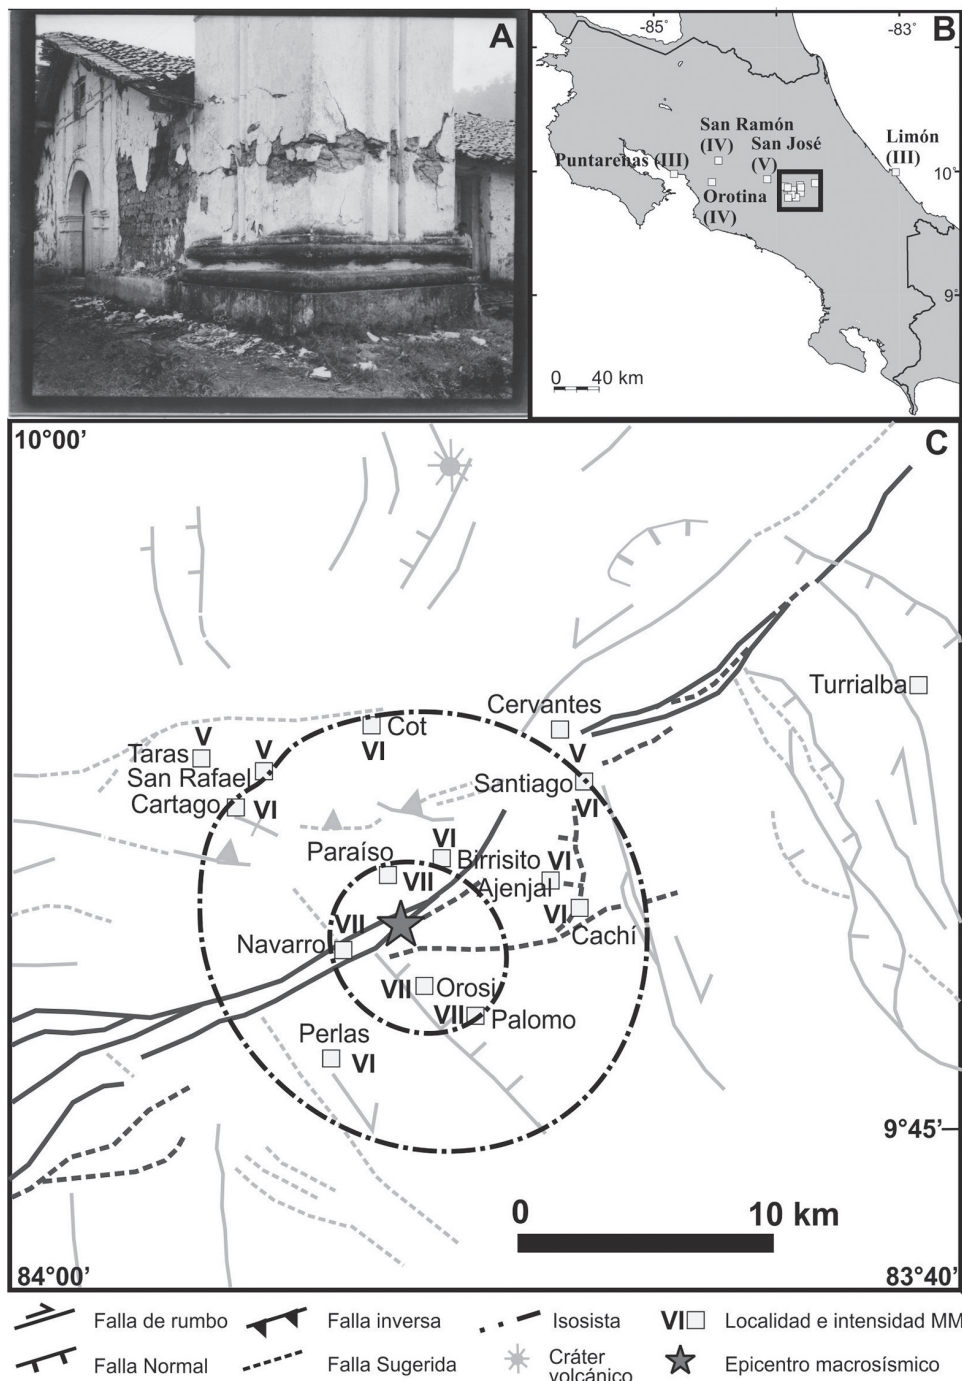 A
B
-85°
-83°
San Ramón
(IV)
San José
(V)
Limón
(III)
Puntarenas (III)
10°
Orotina
(IV)
9°
0 40 km
10°00’
C
Turrialba
Cervantes
V
Cot
VI
V
Taras
V
San Rafael
Cartago
VI
Santiago
VI
Paraíso
VII
VI
Birrisito
VI
Ajenjal
VI
Cachí
VII
Navarro
VII
Orosi
VII
Palomo
Perlas
VI
9°45’
0 10 km
84°00’
83°40’
Falla de rumbo
Falla inversa
Isosista
VI
Localidad e intensidad MM
Falla Normal
Falla Sugerida
Cráter
volcánico
Epicentro macrosísmico